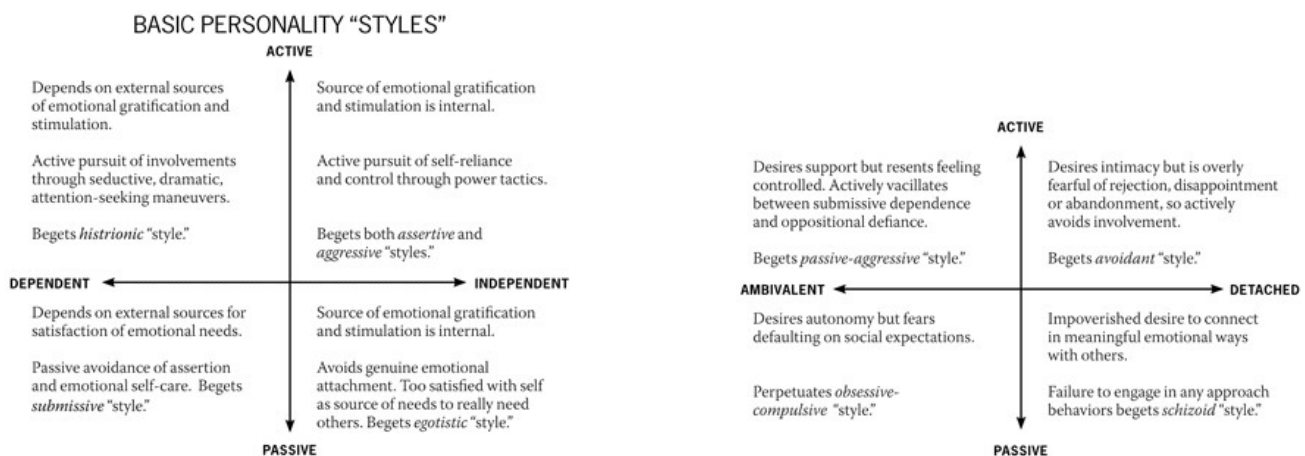 BASIC PERSONALITY “STYLES”
ACTIVE
Depends on external sources
of emotional gratification and
stimulation.
Active pursuit of involvements
through seductive, dramatic,
attention-seeking maneuvers.
Begets histrionic “style.”
Source of emotional gratification
and stimulation is internal.
Active pursuit of self-reliance
and control through power tactics.
Begets both assertive and
aggressive “styles.”
DEPENDENT
INDEPENDENT
Depends on external sources for
satisfaction of emotional needs.
Passive avoidance of assertion
and emotional self-care. Begets
submissive “style.”
Source of emotional gratification
and stimulation is internal.
Avoids genuine emotional
attachment. Too satisfied with self
as source of needs to really need
others. Begets egotistic “style.”
PASSIVE
ACTIVE
Desires support but resents feeling
controlled. Actively vacillates
between submissive dependence
and oppositional defiance.
Begets passive-aggressive “style.”
Desires intimacy but is overly
fearful of rejection, disappointment
or abandonment, so actively
avoids involvement.
Begets avoidant “style.”
AMBIVALENT
DETACHED
Desires autonomy but fears
defaulting on social expectations.
Perpetuates obsessive-
compulsive “style.”
Impoverished desire to connect
in meaningful emotional ways
with others.
Failure to engage in any approach
behaviors begets schizoid “style.”
PASSIVE